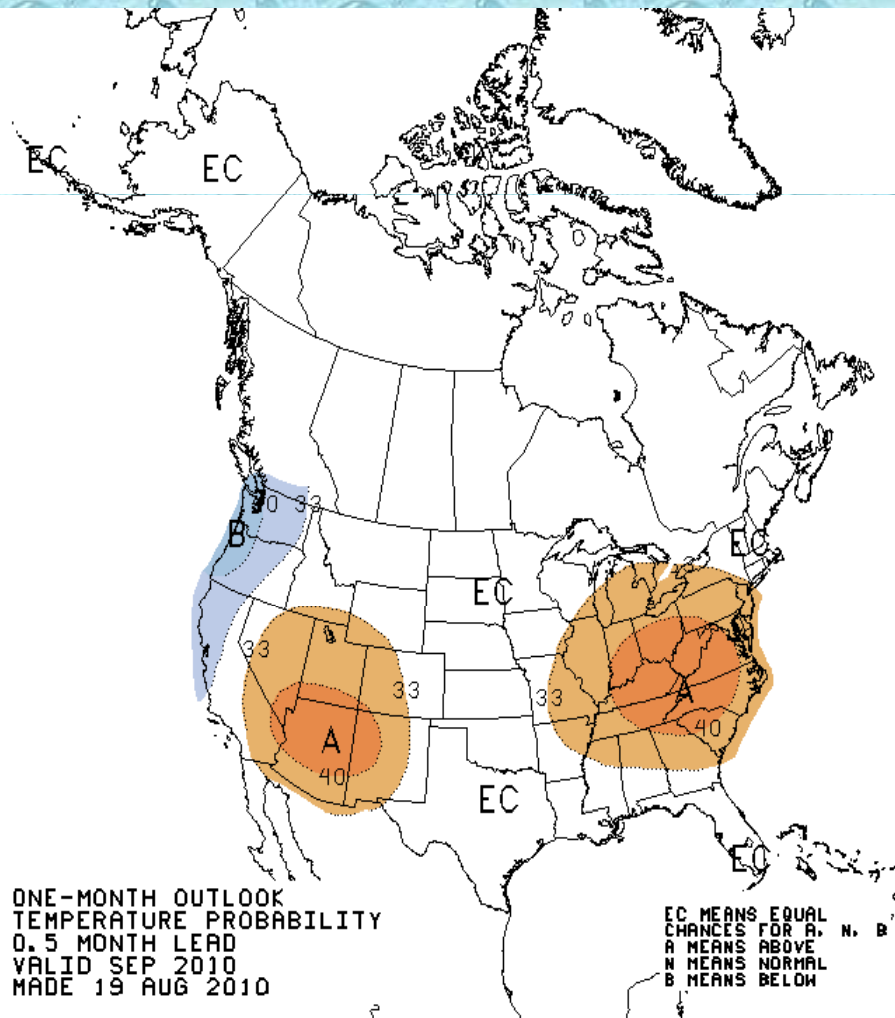 EC
EC
33
B
EC
EC
33
33
33
A
40
A
40
EC
EC
ONE-MONTH OUTLOOK
TEMPERATURE PROBABILITY
0.5 MONTH LEAD
VALID SEP 2010
MADE 19 AUG 2010
EC MEANS EQUAL
CHANCES FOR A, N, B
A MEANS ABOVE
N MEANS NORMAL
B MEANS BELOW